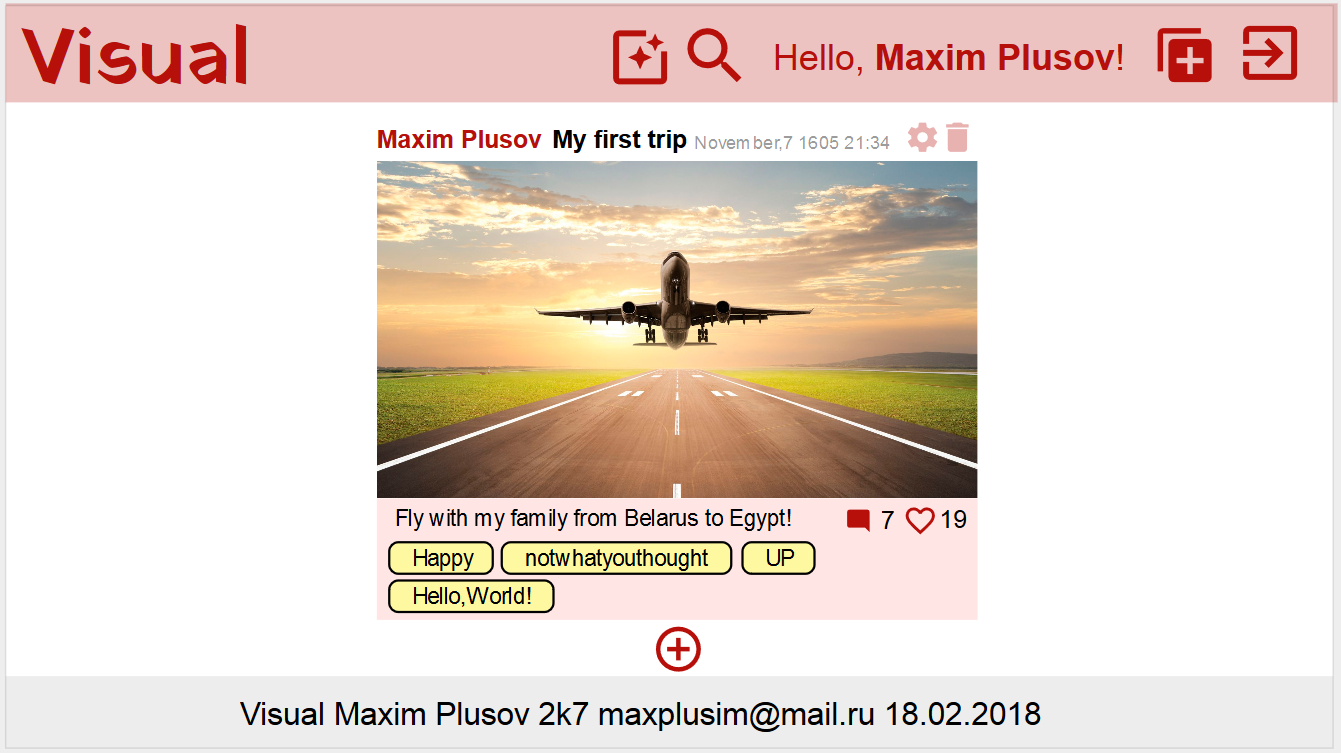 Visual
Hello, Maxim Plusov!
Maxim Plusov My first trip November,7 1605 21:34
Fly with my family from Belarus to Egypt!
7 19
Happy notwhatyouthought UP
Hello,World!
Visual Maxim Plusov 2k7 maxplusim@mail.ru 18.02.2018